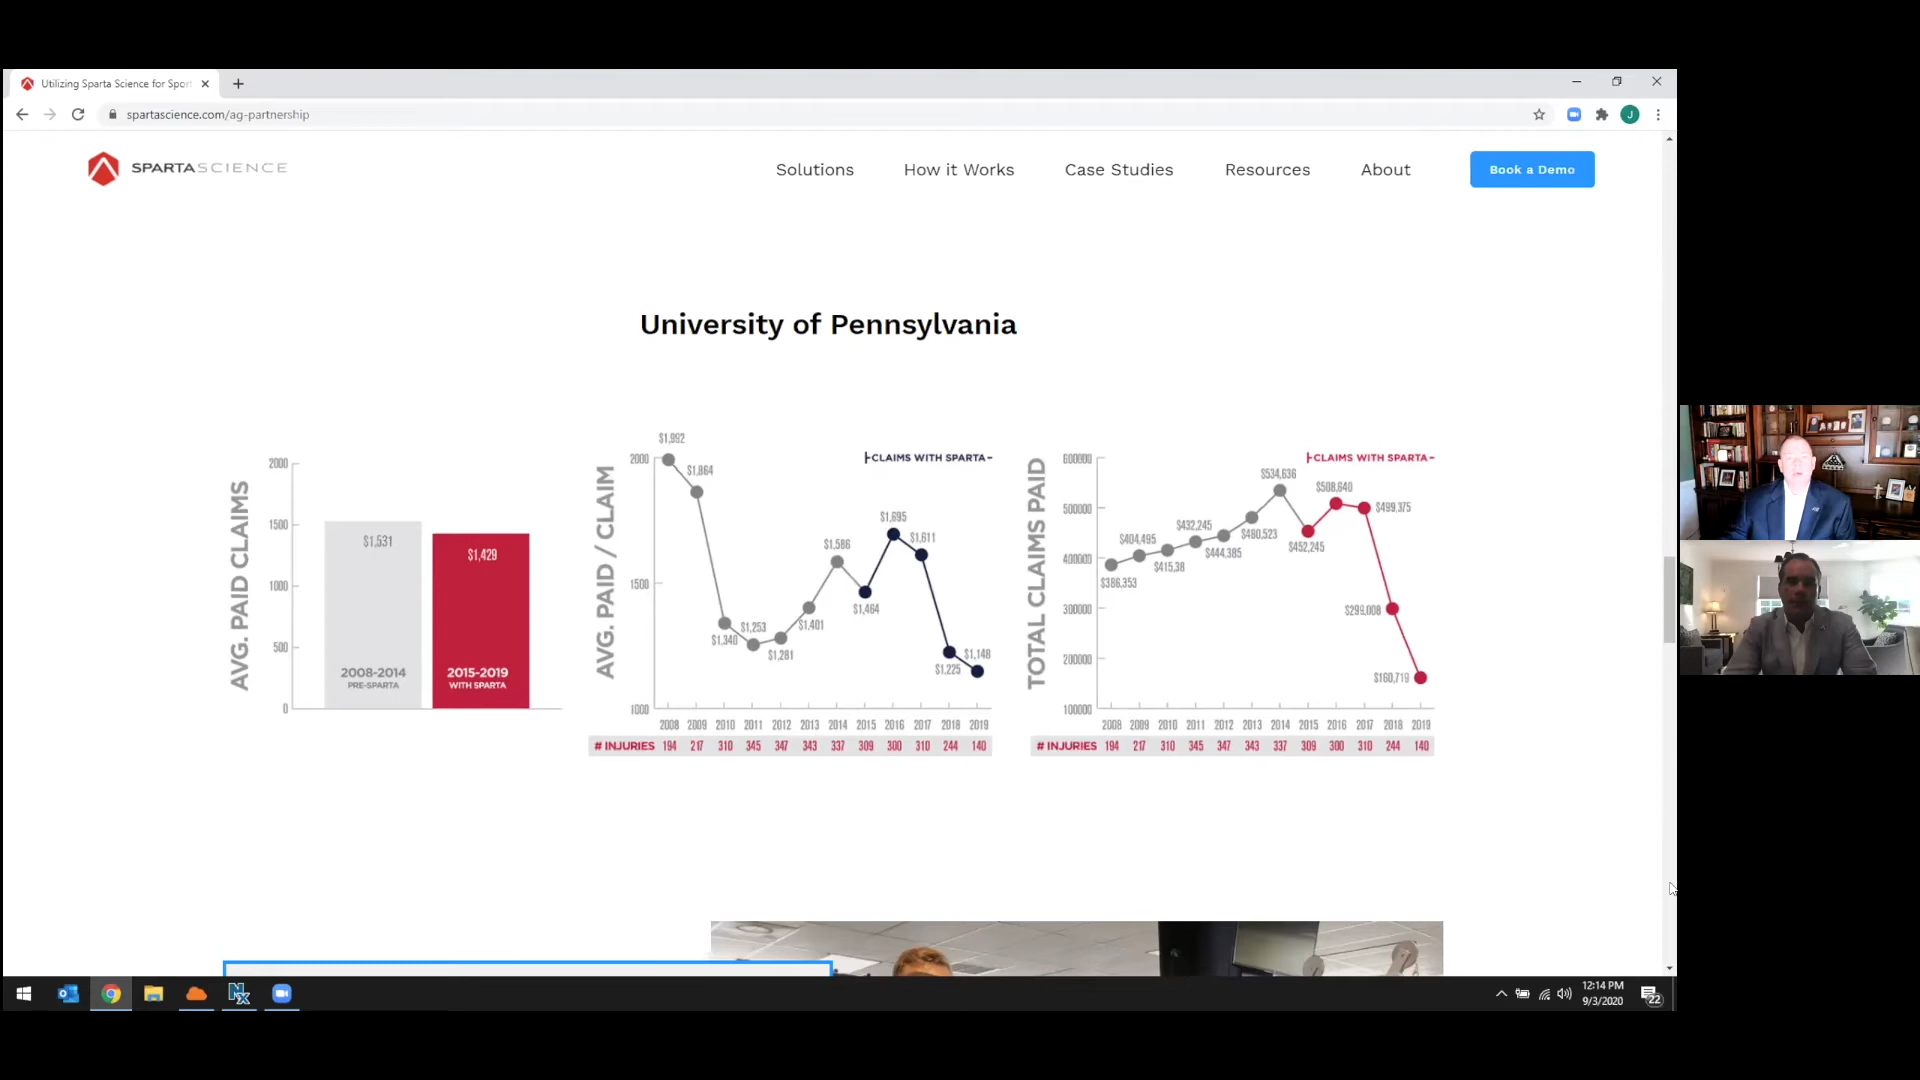 Utilizing Sparta Science for Sport
spartascience.com/ag-partnership
J
SPARTASCIENCE
Solutions
How it Works
Case Studies
Resources
About
Book a Demo
University of Pennsylvania
AVG. PAID CLAIMS
2000
1500
1000
500
0
$1,531
2008-2014
PRE-SPARTA
$1,429
2015-2019
WITH SPARTA
AVG. PAID / CLAIM
2000
1500
1000
CLAIMS WITH SPARTA
$1,992
$1,864
$1,340
$1,253
$1,281
$1,401
$1,586
$1,464
$1,695
$1,611
$1,225
$1,148
2008 2009 2010 2011 2012 2013 2014 2015 2016 2017 2018 2019
# INJURIES 194 217 310 345 347 343 337 309 300 310 244 140
TOTAL CLAIMS PAID
600000
500000
400000
300000
200000
100000
CLAIMS WITH SPARTA
$386,353
$404,495
$415,38
$432,245
$444,385
$480,523
$534,636
$452,245
$508,640
$499,375
$299,008
$160,719
2008 2009 2010 2011 2012 2013 2014 2015 2016 2017 2018 2019
# INJURIES 194 217 310 345 347 343 337 309 300 310 244 140
12:14 PM
9/3/2020
22